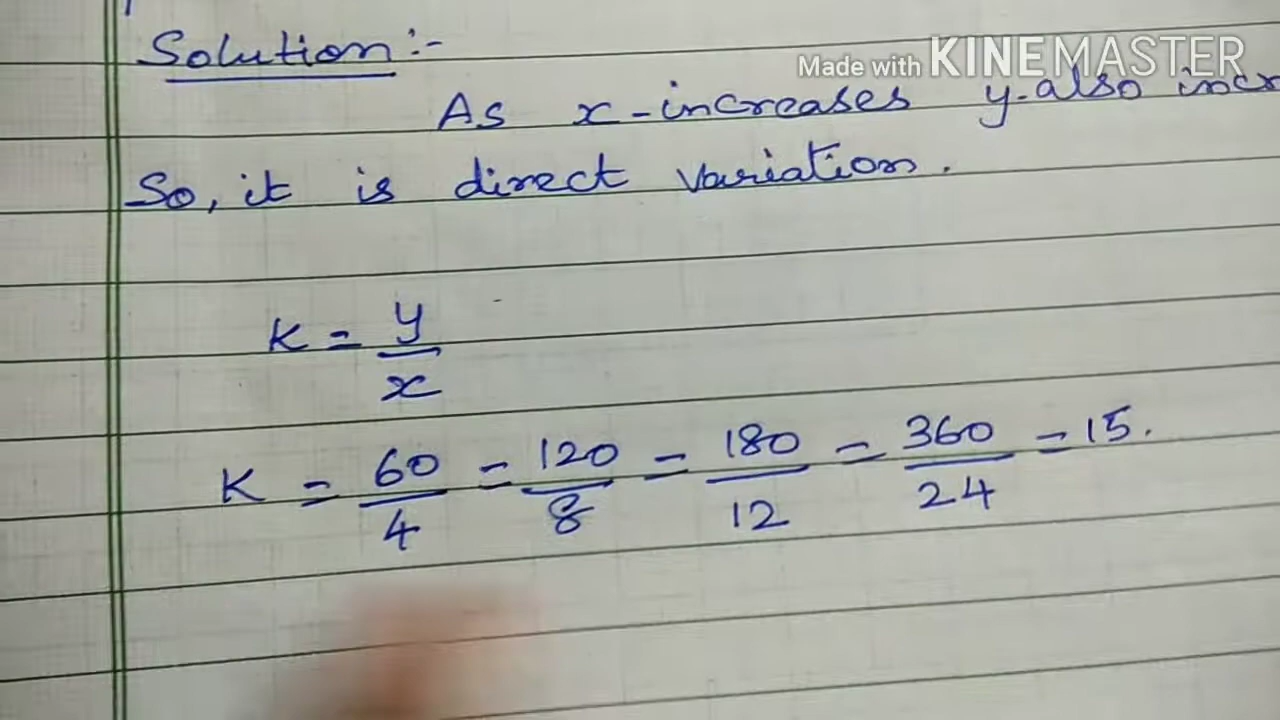 Solution :-
Made with KINEMASTER
As x-increases y-also incr
So, it is direct variation.
K = y/x
K = 60/4 = 120/8 = 180/12 = 360/24 = 15.